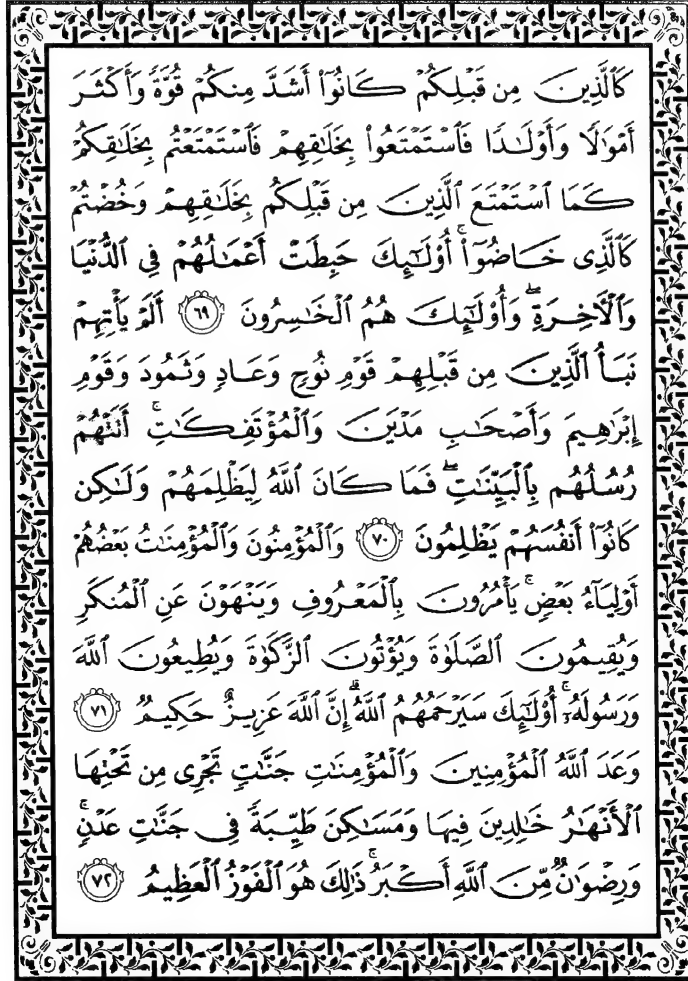 كَٱلَّذِينَ مِن قَبْلِكُمْ كَانُوٓا۟ أَشَدَّ مِنكُمْ قُوَّةً وَأَكْثَرَ
أَمْوَٰلًا وَأَوْلَـٰدًا فَٱسْتَمْتَعُوا۟ بِخَلَـٰقِهِمْ فَٱسْتَمْتَعْتُم بِخَلَـٰقِكُمْ
كَمَا ٱسْتَمْتَعَ ٱلَّذِينَ مِن قَبْلِكُم بِخَلَـٰقِهِمْ وَخُضْتُمْ
كَٱلَّذِى خَاضُوٓا۟ ۚ أُو۟لَـٰٓئِكَ حَبِطَتْ أَعْمَـٰلُهُمْ فِى ٱلدُّنْيَا
وَٱلْـَٔاخِرَةِ ۖ وَأُو۟لَـٰٓئِكَ هُمُ ٱلْخَـٰسِرُونَ ٦٩ أَلَمْ يَأْتِهِمْ
نَبَأُ ٱلَّذِينَ مِن قَبْلِهِمْ قَوْمِ نُوحٍ وَعَادٍ وَثَمُودَ وَقَوْمِ
إِبْرَٰهِيمَ وَأَصْحَـٰبِ مَدْيَنَ وَٱلْمُؤْتَفِكَـٰتِ ۚ أَتَتْهُمْ
رُسُلُهُم بِٱلْبَيِّنَـٰتِ ۖ فَمَا كَانَ ٱللَّهُ لِيَظْلِمَهُمْ وَلَـٰكِن
كَانُوٓا۟ أَنفُسَهُمْ يَظْلِمُونَ ٧٠ وَٱلْمُؤْمِنُونَ وَٱلْمُؤْمِنَـٰتُ بَعْضُهُمْ
أَوْلِيَآءُ بَعْضٍ ۚ يَأْمُرُونَ بِٱلْمَعْرُوفِ وَيَنْهَوْنَ عَنِ ٱلْمُنكَرِ
وَيُقِيمُونَ ٱلصَّلَوٰةَ وَيُؤْتُونَ ٱلزَّكَوٰةَ وَيُطِيعُونَ ٱللَّهَ
وَرَسُولَهُۥٓ ۚ أُو۟لَـٰٓئِكَ سَيَرْحَمُهُمُ ٱللَّهُ ۗ إِنَّ ٱللَّهَ عَزِيزٌ حَكِيمٌ ٧١
وَعَدَ ٱللَّهُ ٱلْمُؤْمِنِينَ وَٱلْمُؤْمِنَـٰتِ جَنَّـٰتٍ تَجْرِى مِن تَحْتِهَا
ٱلْأَنْهَـٰرُ خَـٰلِدِينَ فِيهَا وَمَسَـٰكِنَ طَيِّبَةً فِى جَنَّـٰتِ عَدْنٍ ۚ
وَرِضْوَٰنٌ مِّنَ ٱللَّهِ أَكْبَرُ ۚ ذَٰلِكَ هُوَ ٱلْفَوْزُ ٱلْعَظِيمُ ٧٢